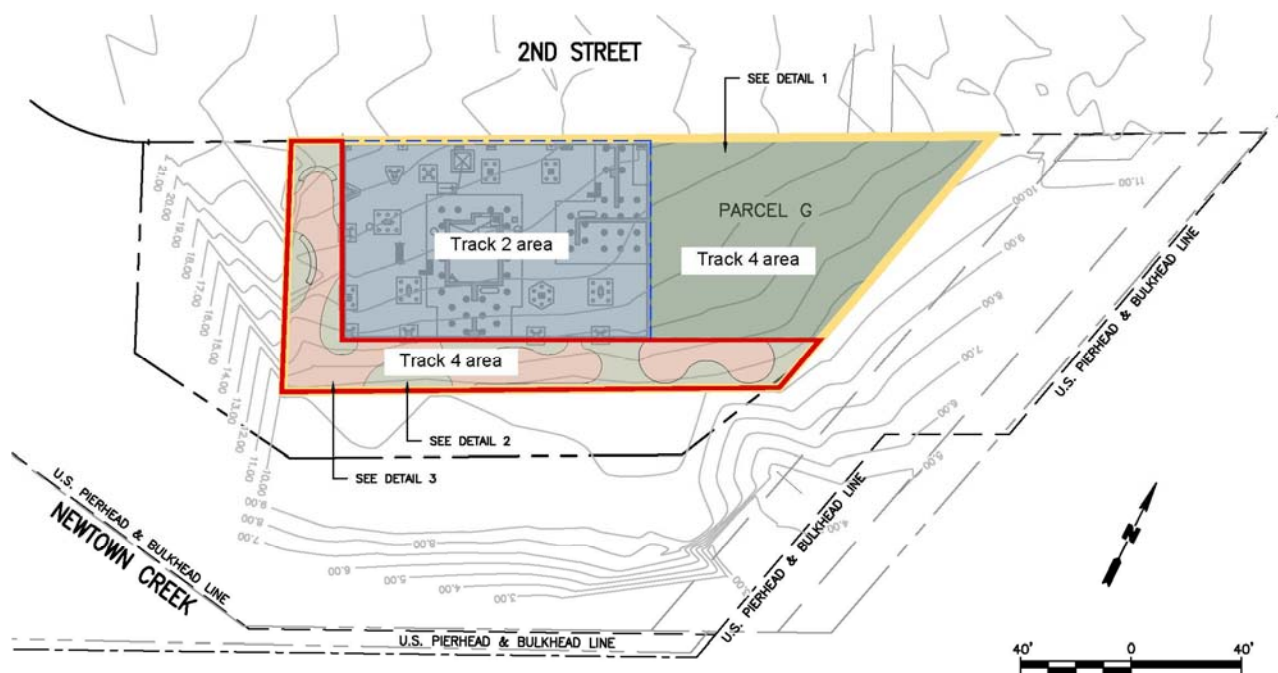 2ND STREET
SEE DETAIL 1
21.00
20.00
19.00
18.00
17.00
16.00
15.00
14.00
13.00
12.00
11.00
10.00
9.00
8.00
7.00
11.00
10.00
9.00
8.00
7.00
6.00
5.00
4.00
PARCEL G
Track 2 area
Track 4 area
Track 4 area
SEE DETAIL 2
SEE DETAIL 3
8.00
6.00
5.00
4.00
3.00
3.00
U.S. PIERHEAD & BULKHEAD LINE
U.S. PIERHEAD & BULKHEAD LINE
U.S. PIERHEAD & BULKHEAD LINE
NEWTOWN CREEK
U.S. PIERHEAD & BULKHEAD LINE
N
40'
0
40'